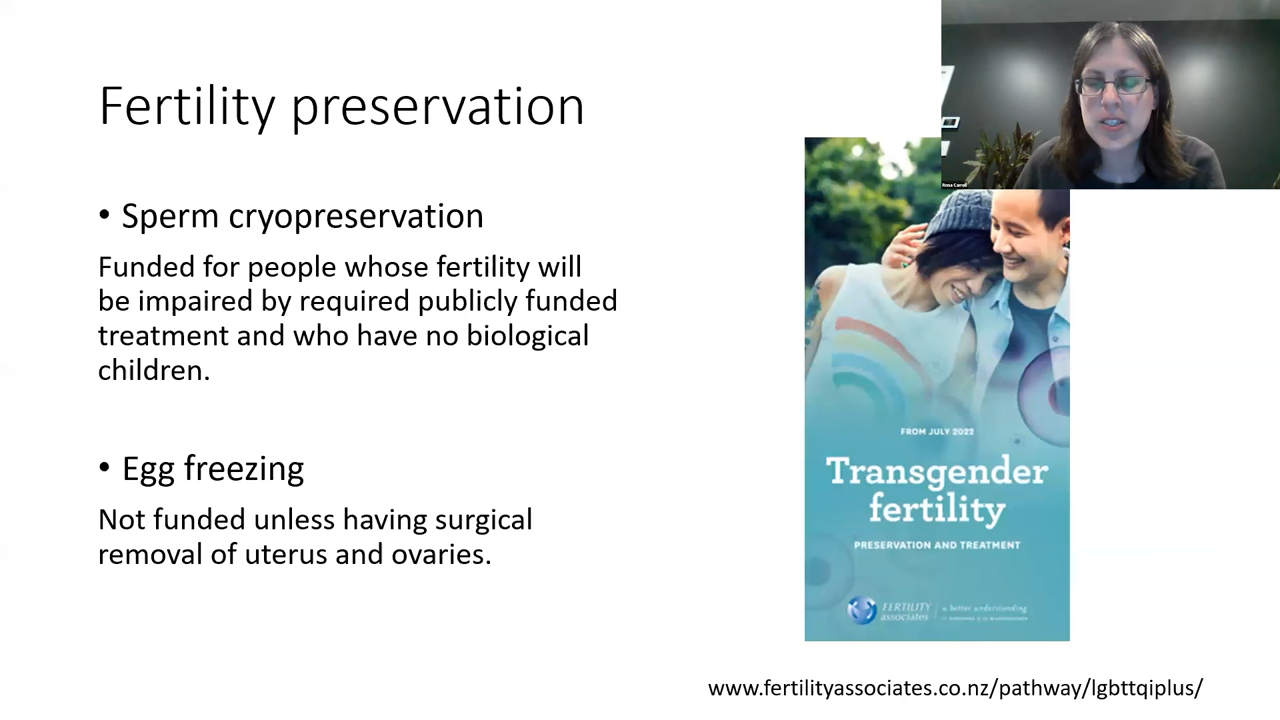 Fertility preservation
• Sperm cryopreservation
Funded for people whose fertility will
be impaired by required publicly funded
treatment and who have no biological
children.
• Egg freezing
Not funded unless having surgical
removal of uterus and ovaries.
FROM JULY 2022
Transgender
fertility
PRESERVATION AND TREATMENT
FERTILITY
associates
a better understanding
www.fertilityassociates.co.nz/pathway/lgbttqiplus/